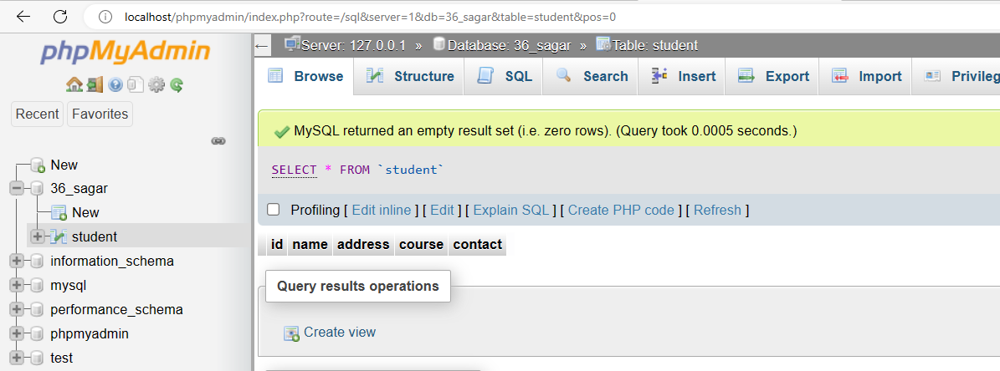 localhost/phpmyadmin/index.php?route=/sql&server=1&db=36_sagar&table=student&pos=0
phpMyAdmin
Recent Favorites
New
36_sagar
New
student
information_schema
mysql
performance_schema
phpmyadmin
test
Server: 127.0.0.1 » Database: 36_sagar » Table: student
Browse Structure SQL Search Insert Export Import Privileg
MySQL returned an empty result set (i.e. zero rows). (Query took 0.0005 seconds.)
SELECT * FROM `student`
Profiling [ Edit inline ] [ Edit ] [ Explain SQL ] [ Create PHP code ] [ Refresh ]
id name address course contact
Query results operations
Create view